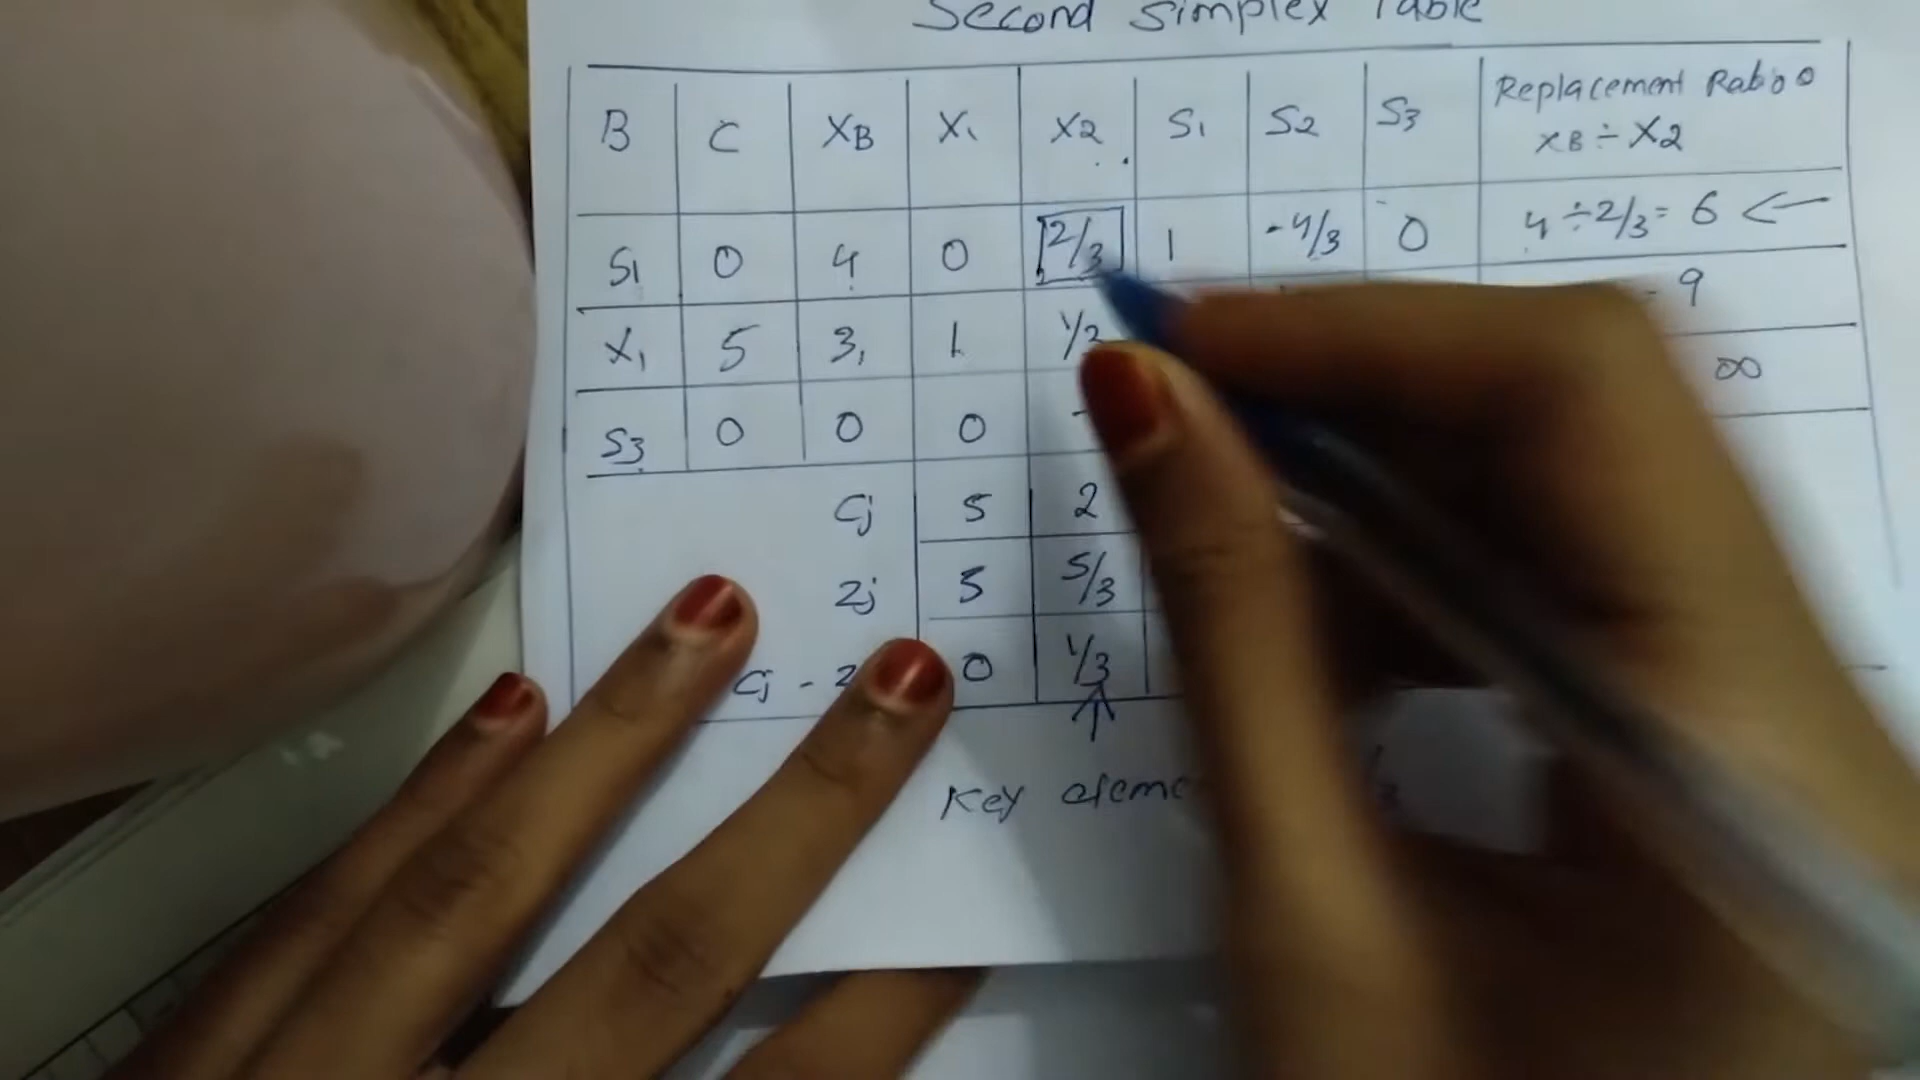 Second Simplex Table
B C XB X1 X2 S1 S2 S3 Replacement Ratio
XB ÷ X2
S1 0 4 0 2/3 1 -4/3 0 4 ÷ 2/3 = 6 ←
X1 5 3 1 1/3 9
S3 0 0 0 ∞
Cj 5 2
Zj 5 5/3
Cj - 0 1/3
Key